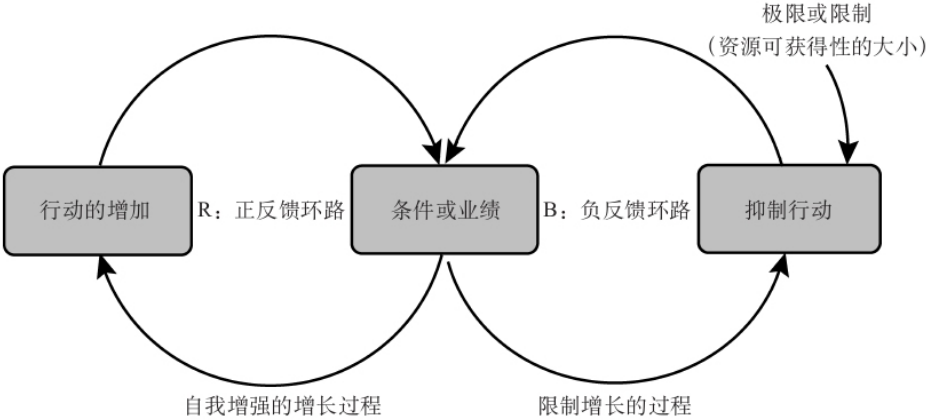 极限或限制
（资源可获得性的大小）
行动的增加
R：正反馈环路
条件或业绩
B：负反馈环路
抑制行动
自我增强的增长过程
限制增长的过程